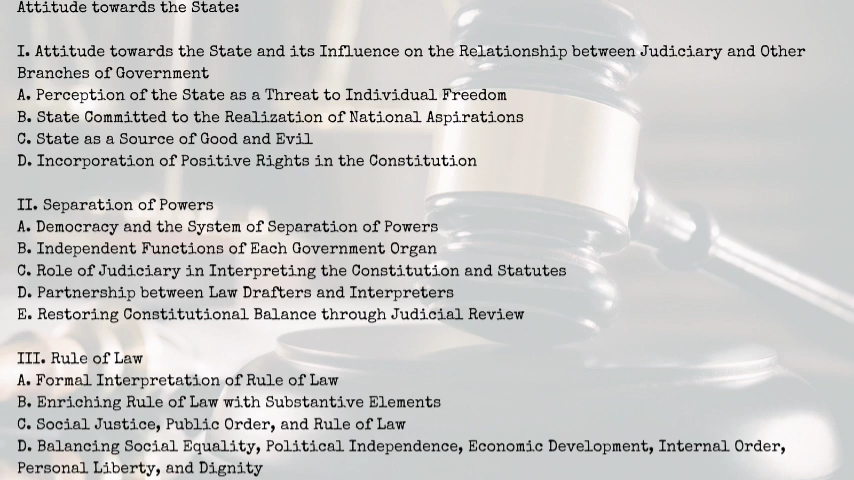 Attitude towards the State:
I. Attitude towards the State and its Influence on the Relationship between Judiciary and Other
Branches of Government
A. Perception of the State as a Threat to Individual Freedom
B. State Committed to the Realization of National Aspirations
C. State as a Source of Good and Evil
D. Incorporation of Positive Rights in the Constitution
II. Separation of Powers
A. Democracy and the System of Separation of Powers
B. Independent Functions of Each Government Organ
C. Role of Judiciary in Interpreting the Constitution and Statutes
D. Partnership between Law Drafters and Interpreters
E. Restoring Constitutional Balance through Judicial Review
III. Rule of Law
A. Formal Interpretation of Rule of Law
B. Enriching Rule of Law with Substantive Elements
C. Social Justice, Public Order, and Rule of Law
D. Balancing Social Equality, Political Independence, Economic Development, Internal Order,
Personal Liberty, and Dignity